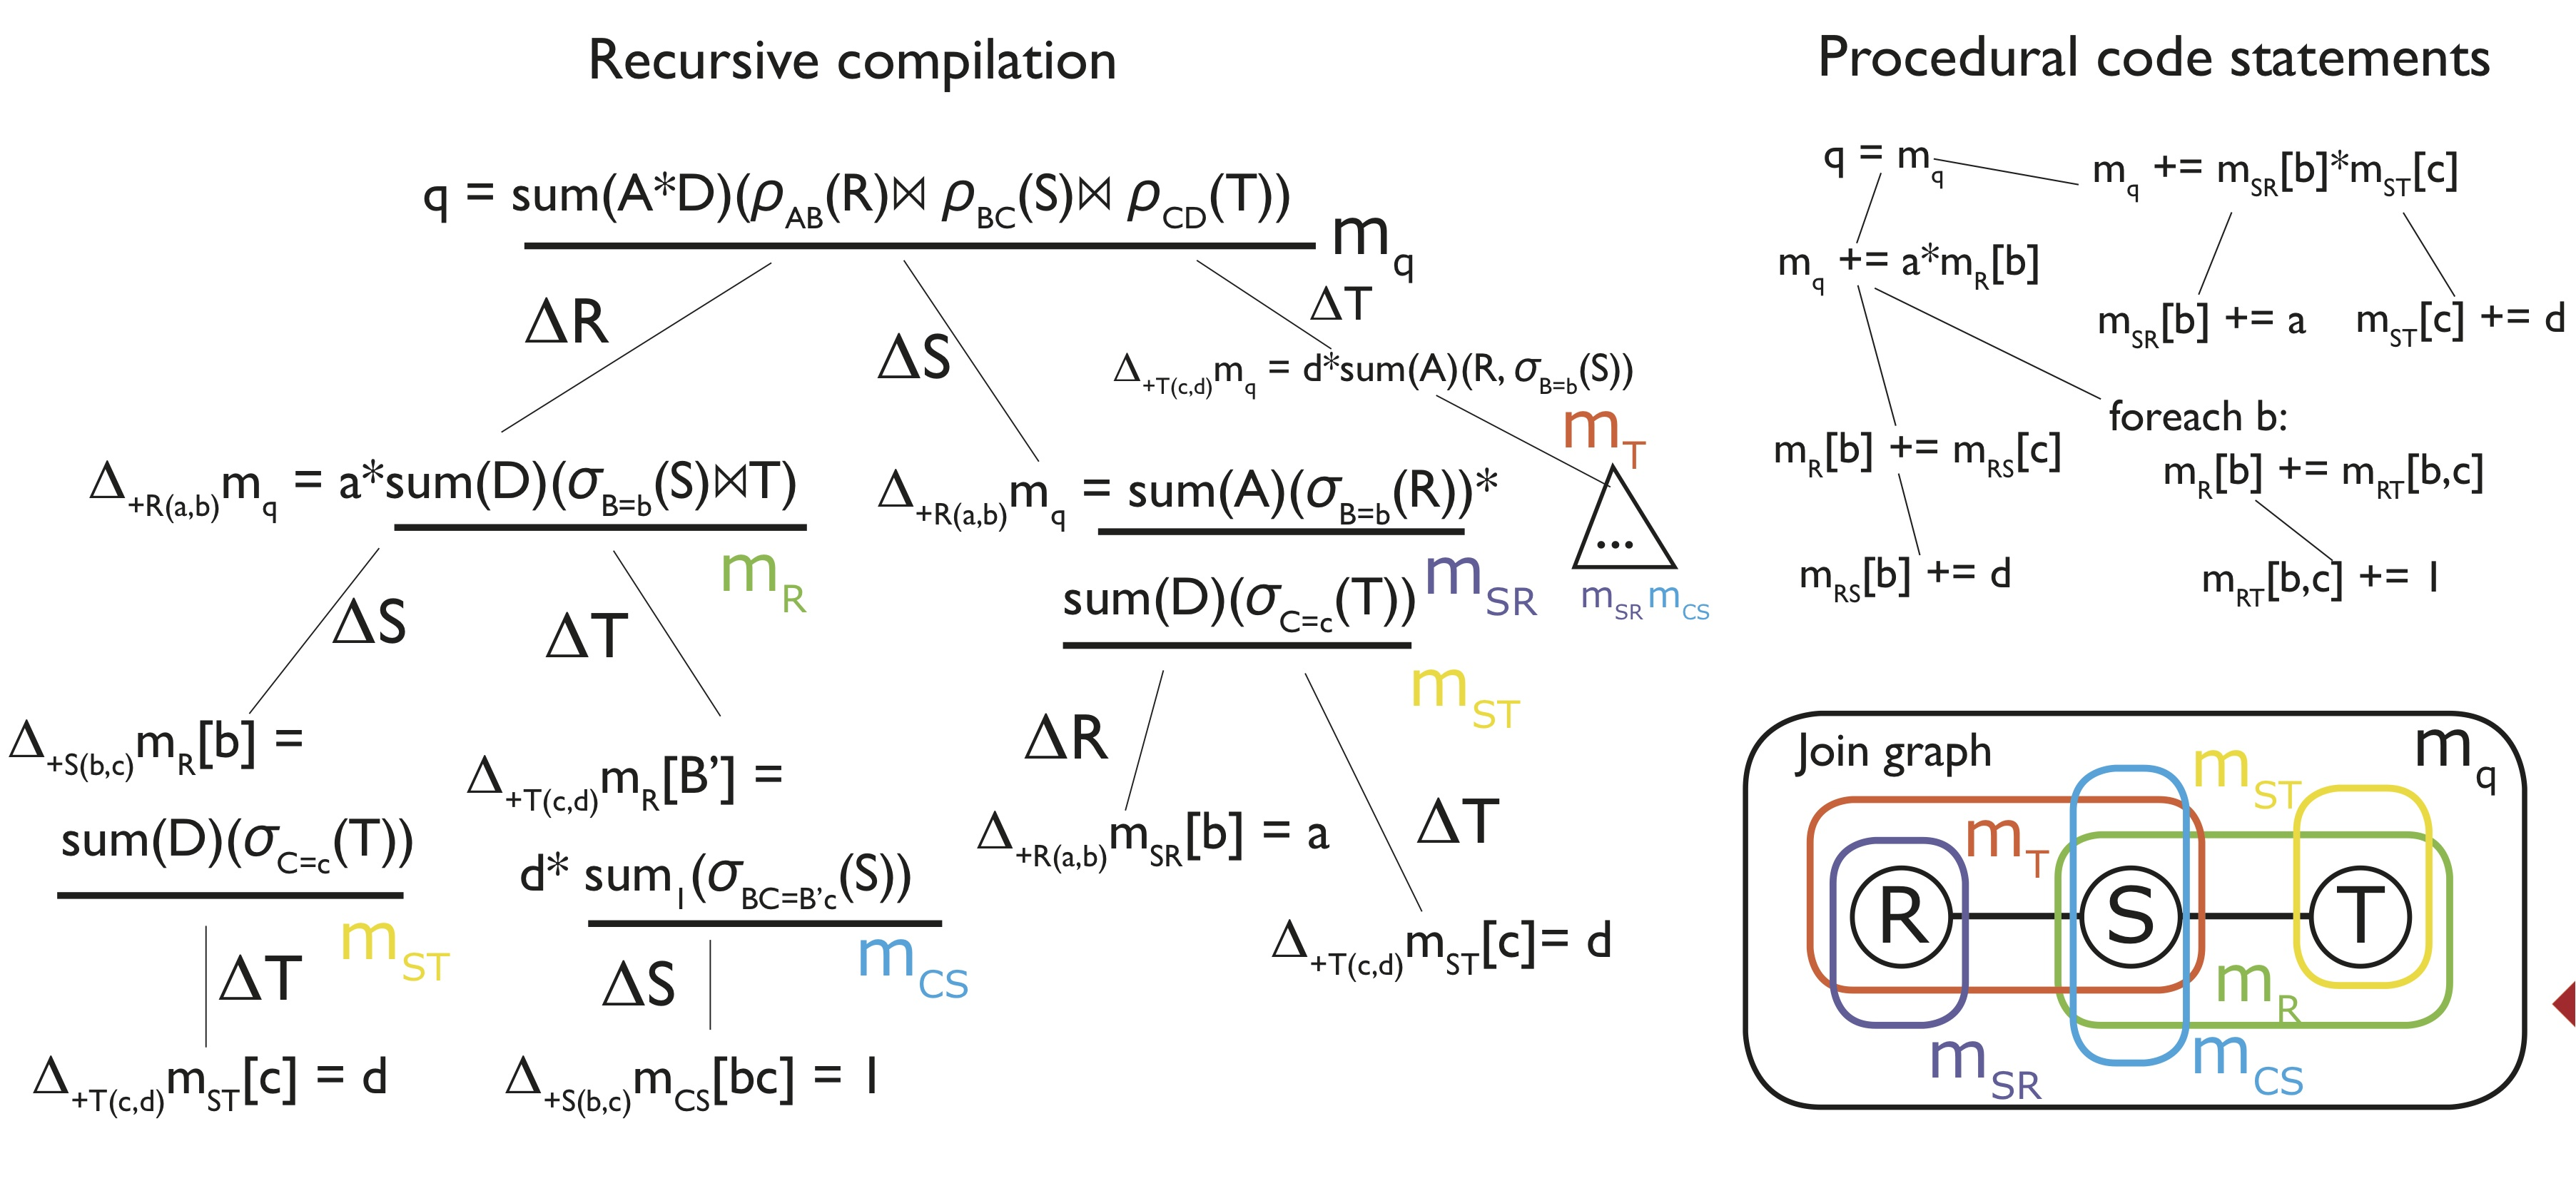 Recursive compilation
q = sum(A*D)(ρAB(R)⋈ ρBC(S)⋈ ρCD(T))
mq
ΔR
ΔS
ΔT
Δ+T(c,d)mq = d*sum(A)(R, σB=b(S))
mT
...
mSR mCS
Δ+R(a,b)mq = a*sum(D)(σB=b(S)⋈T)
mR
Δ+R(a,b)mq = sum(A)(σB=b(R))*
mSR
sum(D)(σC=c(T))
mST
ΔS
ΔT
Δ+S(b,c)mR[b] =
sum(D)(σC=c(T))
mST
ΔT
Δ+T(c,d)mST[c] = d
Δ+T(c,d)mR[B’] =
d* sum1(σBC=B’c(S))
mCS
ΔS
Δ+S(b,c)mCS[bc] = 1
ΔR
Δ+R(a,b)mSR[b] = a
ΔT
Δ+T(c,d)mST[c]= d
Procedural code statements
q = mq
mq += mSR[b]*mST[c]
mq += a*mR[b]
mSR[b] += a
mST[c] += d
mR[b] += mRS[c]
foreach b:
mR[b] += mRT[b,c]
mRS[b] += d
mRT[b,c] += 1
Join graph
mq
mST
mT
R
S
T
mR
mSR
mCS